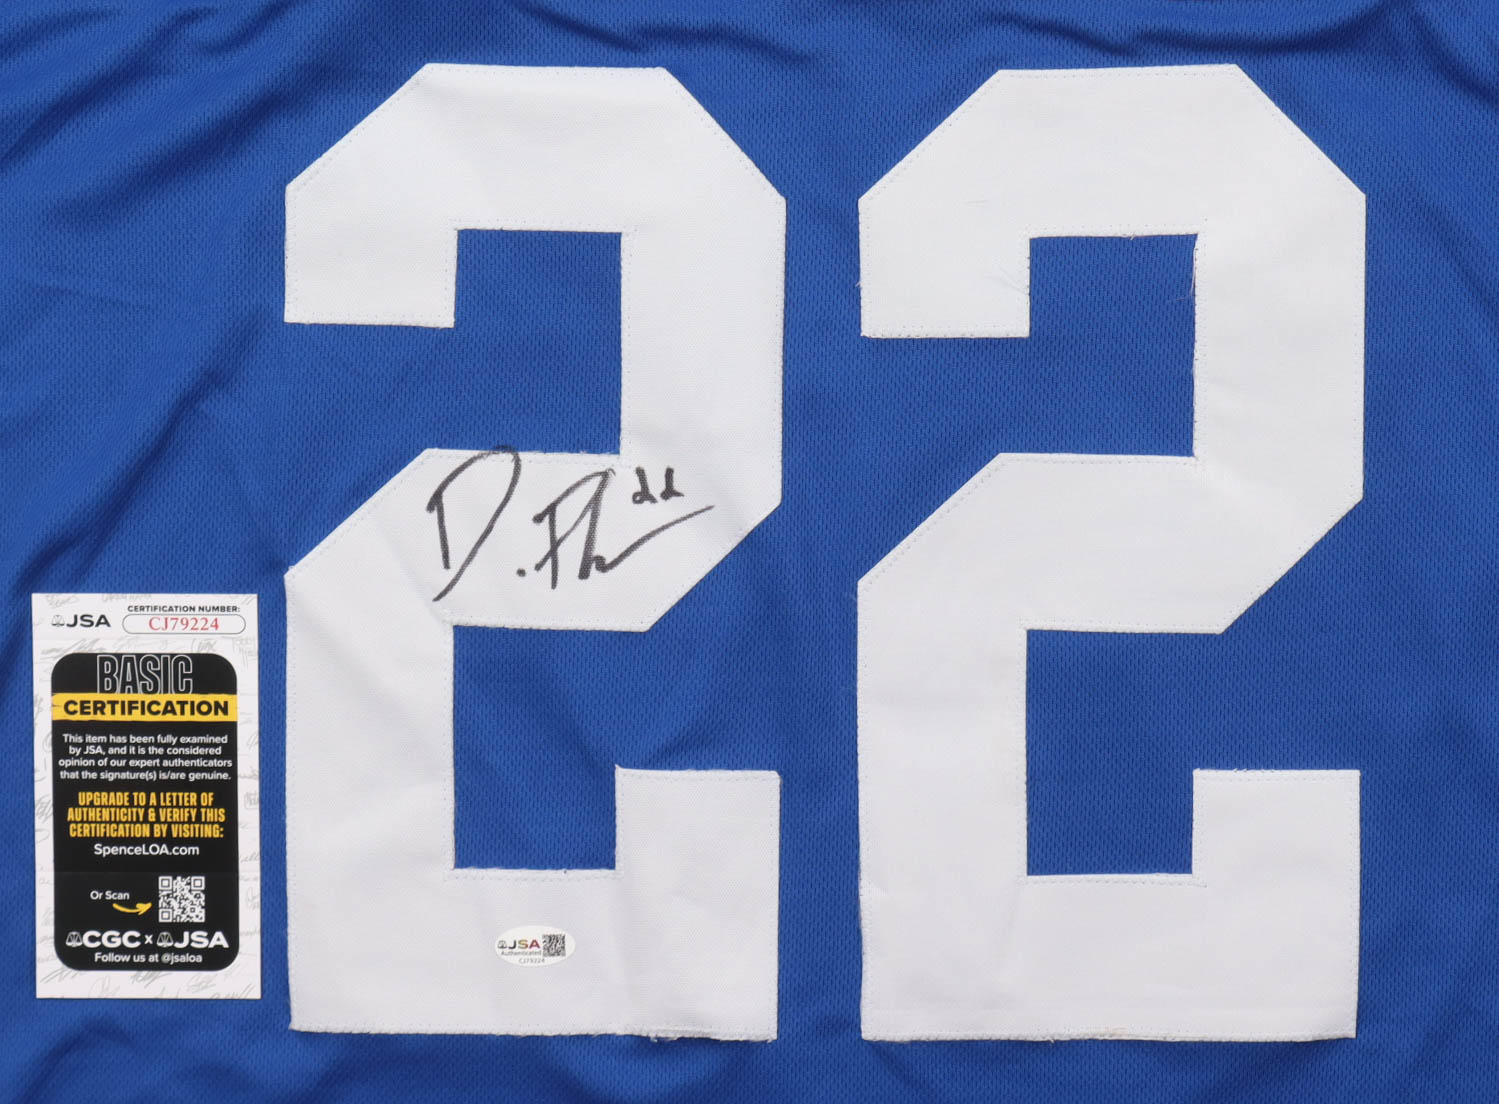 22
JSA
CERTIFICATION NUMBER:
CJ79224
BASIC
CERTIFICATION
This item has been fully examined
by JSA, and it is the considered
opinion of our expert authenticators
that the signature(s) is/are genuine.
UPGRADE TO A LETTER OF
AUTHENTICITY & VERIFY THIS
CERTIFICATION BY VISITING:
SpenceLOA.com
Or Scan
CGC x JSA
Follow us at @jsaloa
JSA
Authenticated
CJ79224